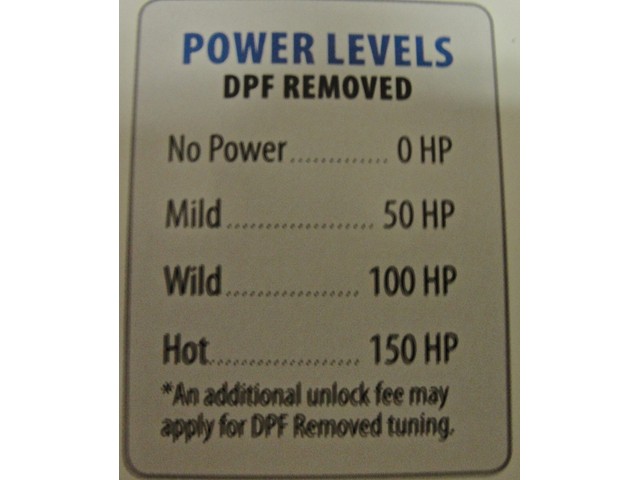 POWER LEVELS
DPF REMOVED
No Power............. 0 HP
Mild.................... 50 HP
Wild.................. 100 HP
Hot.................... 150 HP
*An additional unlock fee may
apply for DPF Removed tuning.